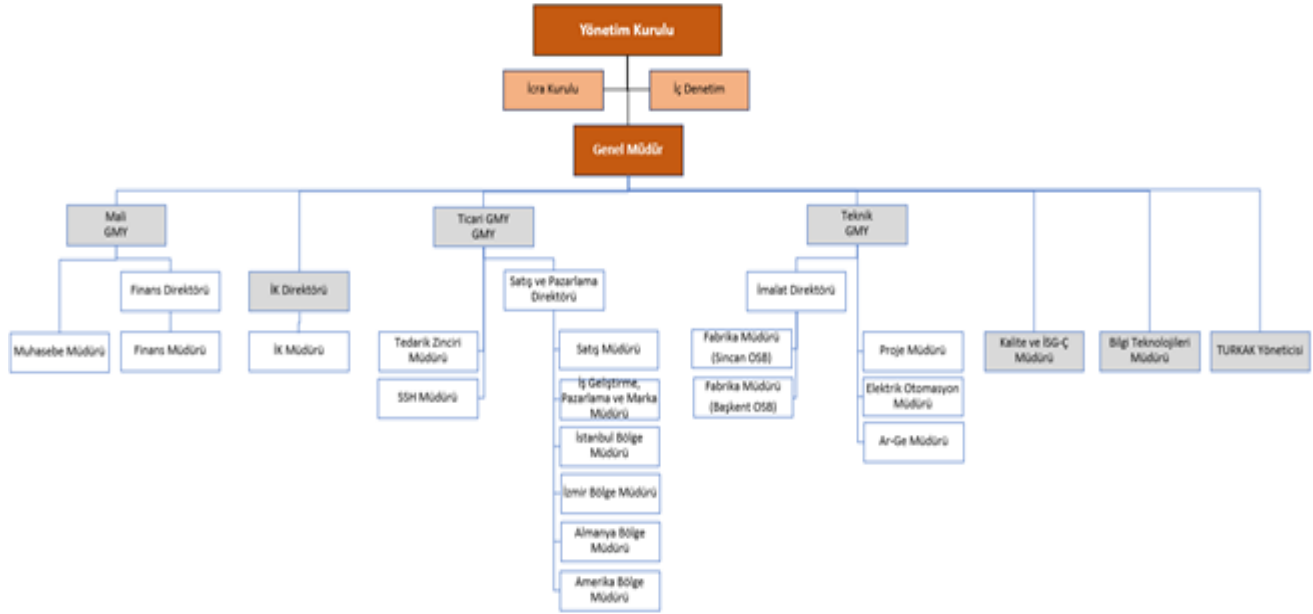 Yönetim Kurulu
İcra Kurulu
İç Denetim
Genel Müdür
Mali
GMY
Ticari GMY
GMY
Teknik
GMY
Finans Direktörü
İK Direktörü
Satış ve Pazarlama
Direktörü
İmalat Direktörü
Muhasebe Müdürü
Finans Müdürü
İK Müdürü
Tedarik Zinciri
Müdürü
SSH Müdürü
Satış Müdürü
İş Geliştirme,
Pazarlama ve Marka
Müdürü
İstanbul Bölge
Müdürü
İzmir Bölge Müdürü
Almanya Bölge
Müdürü
Amerika Bölge
Müdürü
Fabrika Müdürü
(Sincan OSB)
Fabrika Müdürü
(Başkent OSB)
Proje Müdürü
Elektrik Otomasyon
Müdürü
Ar-Ge Müdürü
Kalite ve İSG-Ç
Müdürü
Bilgi Teknolojileri
Müdürü
TURKAK Yöneticisi